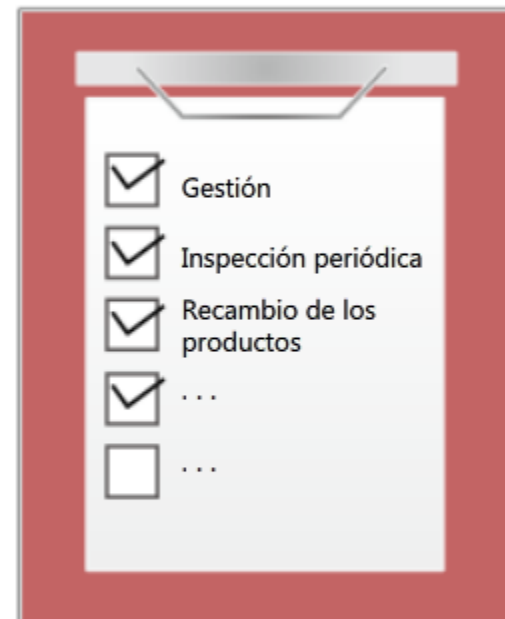 Gestión
Inspección periódica
Recambio de los
productos
. . .
. . .